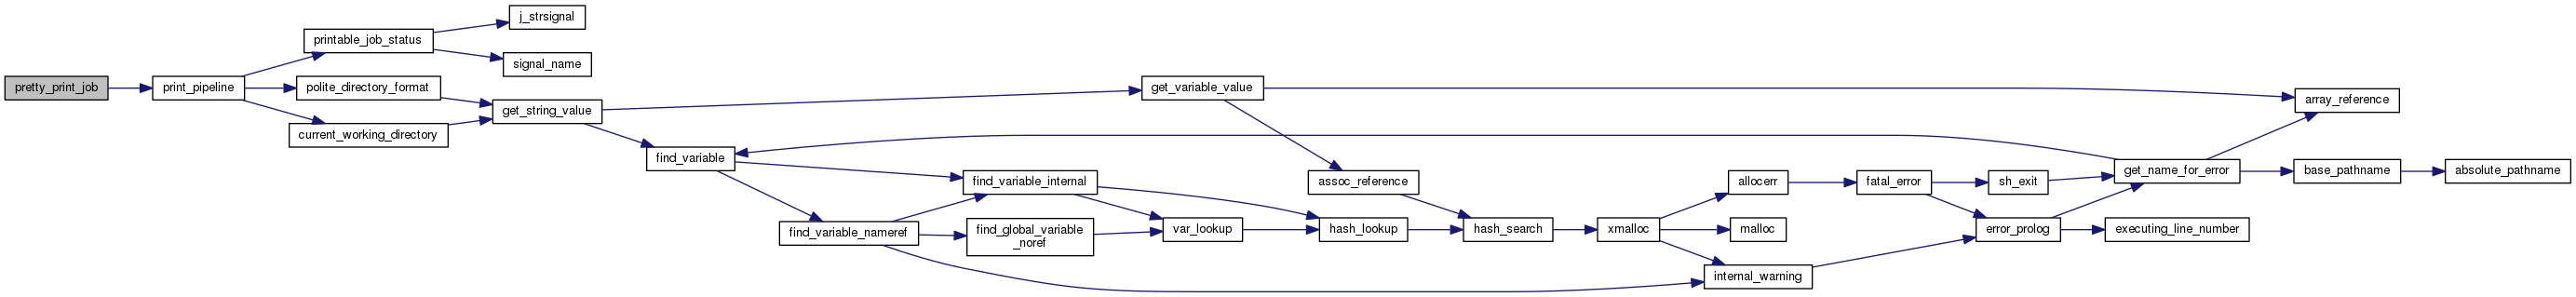 j_strsignal
printable_job_status
signal_name
pretty_print_job
print_pipeline
polite_directory_format
get_variable_value
array_reference
get_string_value
current_working_directory
find_variable
get_name_for_error
base_pathname
absolute_pathname
find_variable_internal
assoc_reference
allocerr
fatal_error
sh_exit
find_variable_nameref
find_global_variable
_noref
var_lookup
hash_lookup
hash_search
xmalloc
malloc
error_prolog
executing_line_number
internal_warning